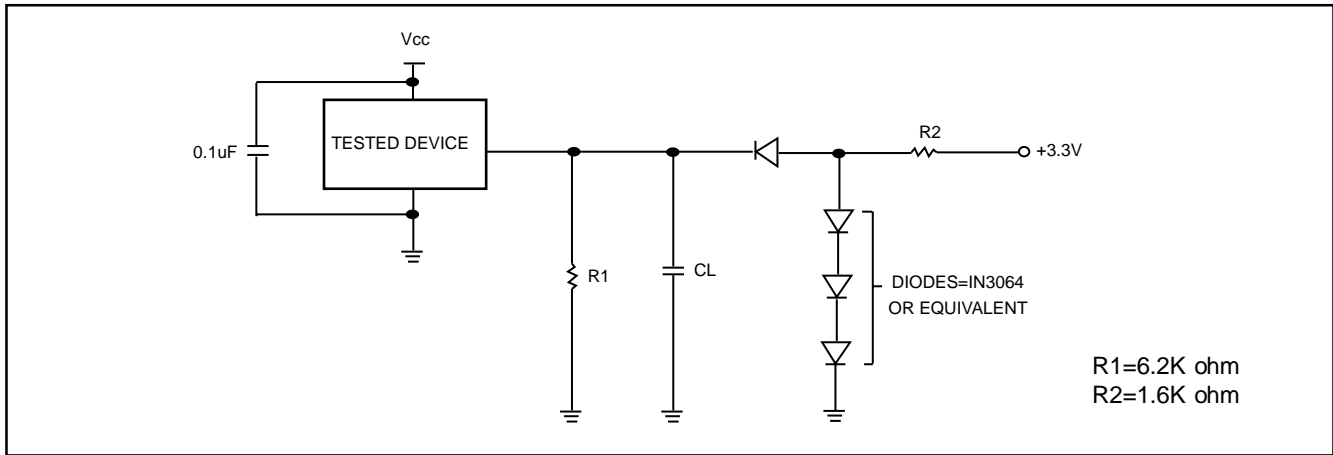 Vcc
TESTED DEVICE
0.1uF
R2
+3.3V
R1
CL
DIODES=IN3064
OR EQUIVALENT
R1=6.2K ohm
R2=1.6K ohm